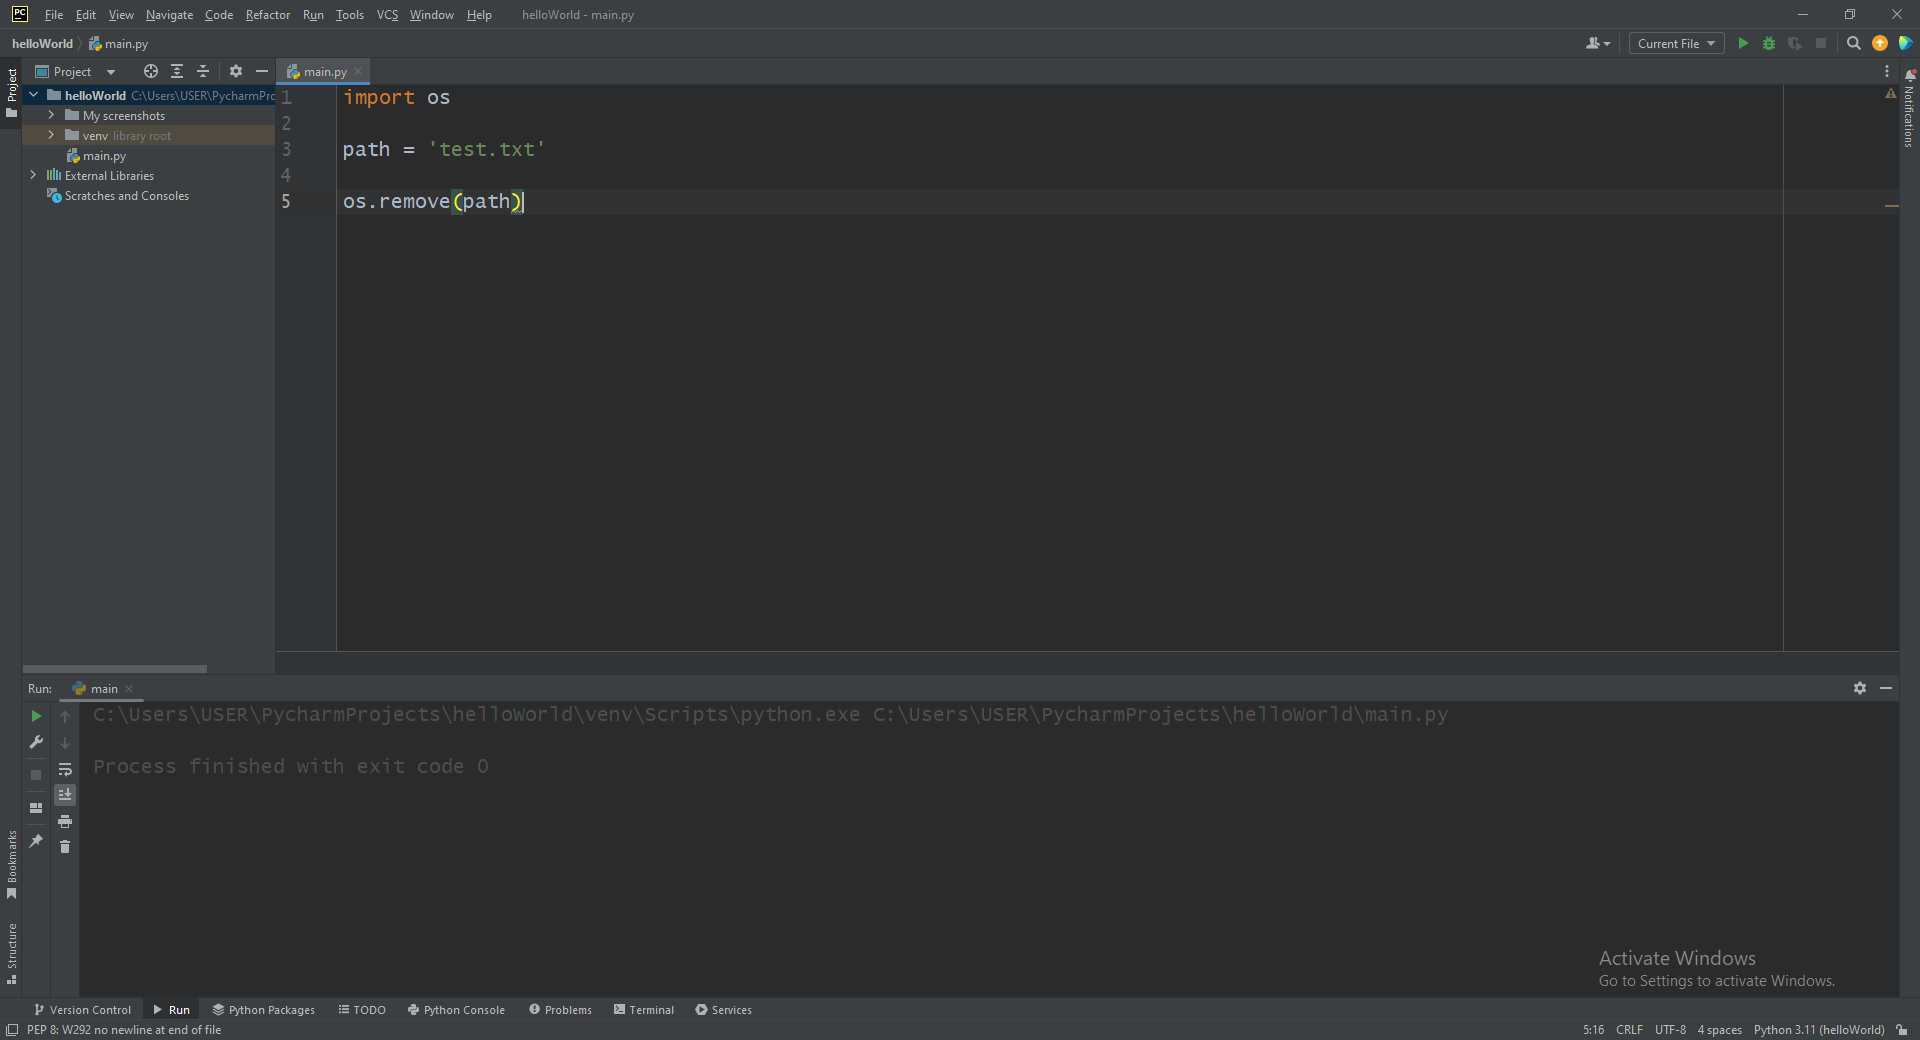 PC File Edit View Navigate Code Refactor Run Tools VCS Window Help helloWorld - main.py
helloWorld main.py Current File
Project main.py
Project
helloWorld C:\Users\USER\PycharmPrc
My screenshots
venv library root
main.py
External Libraries
Scratches and Consoles
1 import os
2
3 path = 'test.txt'
4
5 os.remove(path)
Notifications
Run: main
C:\Users\USER\PycharmProjects\helloWorld\venv\Scripts\python.exe C:\Users\USER\PycharmProjects\helloWorld\main.py
Process finished with exit code 0
Bookmarks
Structure
Activate Windows
Go to Settings to activate Windows.
Version Control Run Python Packages TODO Python Console Problems Terminal Services
PEP 8: W292 no newline at end of file 5:16 CRLF UTF-8 4 spaces Python 3.11 (helloWorld)